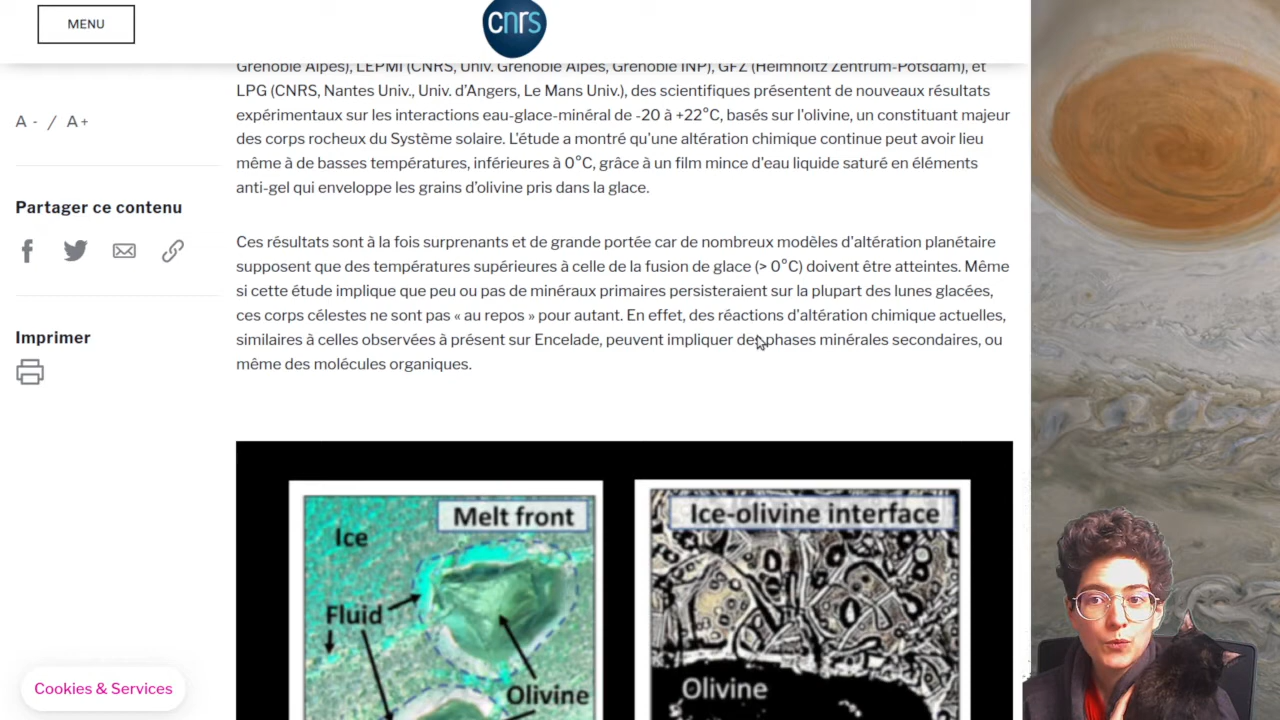 MENU
cnrs
Grenoble Alpes), LEPMI (CNRS, Univ. Grenoble Alpes, Grenoble INP), GFZ (Helmholtz Zentrum-Potsdam), et
LPG (CNRS, Nantes Univ., Univ. d'Angers, Le Mans Univ.), des scientifiques présentent de nouveaux résultats
expérimentaux sur les interactions eau-glace-minéral de -20 à +22°C, basés sur l'olivine, un constituant majeur
des corps rocheux du Système solaire. L'étude a montré qu'une altération chimique continue peut avoir lieu
même à de basses températures, inférieures à 0°C, grâce à un film mince d'eau liquide saturé en éléments
anti-gel qui enveloppe les grains d'olivine pris dans la glace.
A - / A+
Partager ce contenu
Ces résultats sont à la fois surprenants et de grande portée car de nombreux modèles d'altération planétaire
supposent que des températures supérieures à celle de la fusion de glace (> 0°C) doivent être atteintes. Même
si cette étude implique que peu ou pas de minéraux primaires persisteraient sur la plupart des lunes glacées,
ces corps célestes ne sont pas « au repos » pour autant. En effet, des réactions d'altération chimique actuelles,
similaires à celles observées à présent sur Encelade, peuvent impliquer des phases minérales secondaires, ou
même des molécules organiques.
Imprimer
Melt front
Ice
Fluid
Olivine
Ice-olivine interface
Olivine
Cookies & Services